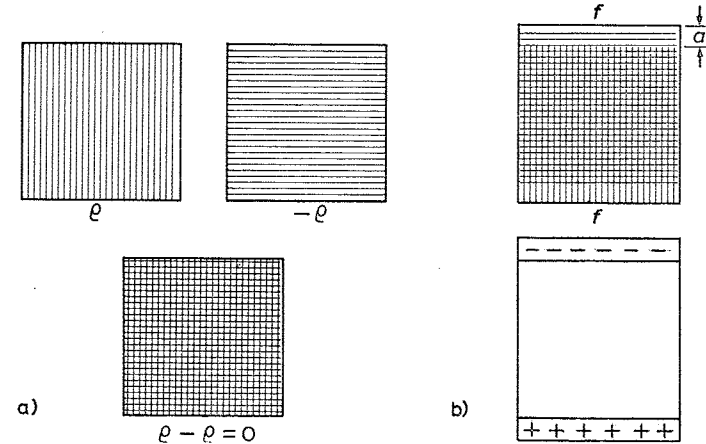 ϱ
−ϱ
ϱ − ϱ = 0
a)
f
a
f
− − − − − −
+ + + + + +
b)